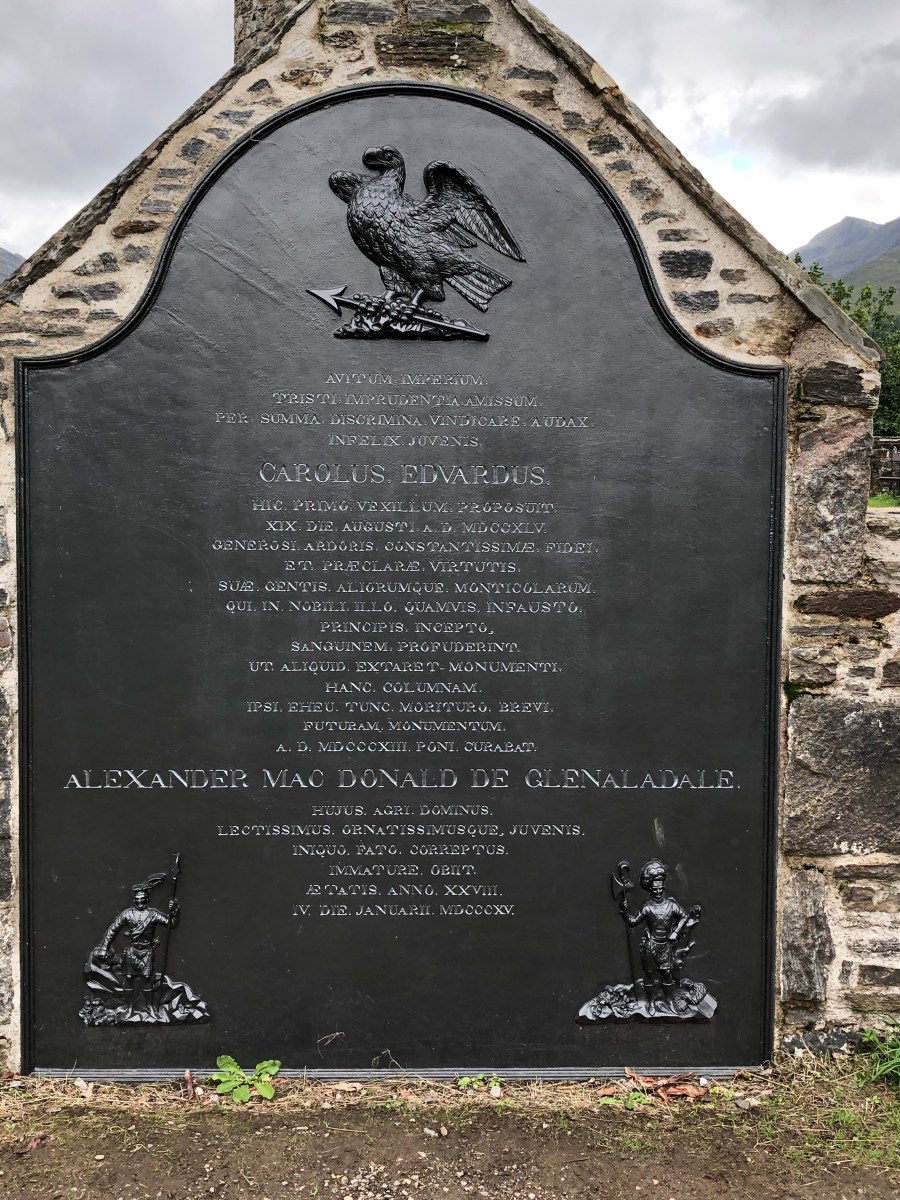 AVITUM. IMPERIUM.
TRISTI. IMPRUDENTIA. AMISSUM.
PER. SUMMA. DISCRIMINA. VINDICARE. AUDAX.
INFELIX. JUVENIS.
CAROLUS. EDVARDUS.
HIC. PRIMO. VEXILLUM. PROPOSUIT.
XIX. DIE. AUGUSTI. A. D. MDCCXLV.
GENEROSI. ARDORIS. CONSTANTISSIMÆ. FIDEI.
ET. PRÆCLARÆ. VIRTUTIS.
SUÆ. GENTIS. ALIORUMQUE. MONTICOLARUM.
QUI. IN. NOBILI. ILLO. QUAMVIS. INFAUSTO.
PRINCIPIS. INCEPTO.
SANGUINEM. PROFUDERINT.
UT. ALIQUID. EXTARET. MONUMENTI.
HANC. COLUMNAM.
IPSI. EHEU. TUNC. MORITURO. BREVI.
FUTURAM. MONUMENTUM.
A. D. MDCCCXIII. PONI. CURABAT.
ALEXANDER MAC DONALD DE GLENALADALE.
HUJUS. AGRI. DOMINUS.
LECTISSIMUS. ORNATISSIMUSQUE. JUVENIS.
INIQUO. FATO. CORREPTUS.
IMMATURE. OBIIT.
ÆTATIS. ANNO. XXVIII.
IV. DIE. JANUARII. MDCCCXV.